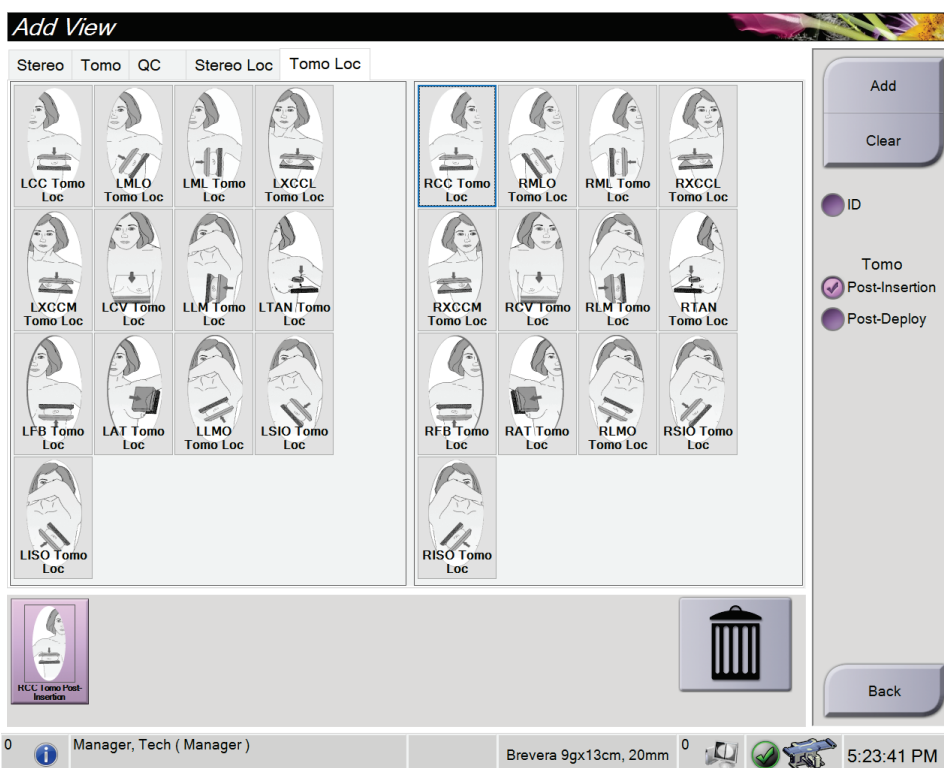 Add View
Stereo Tomo QC Stereo Loc Tomo Loc
LCC Tomo
Loc
LMLO
Tomo Loc
LML Tomo
Loc
LXCCL
Tomo Loc
RCC Tomo
Loc
RMLO
Tomo Loc
RML Tomo
Loc
RXCCL
Tomo Loc
LXCCM
Tomo Loc
LCV Tomo
Loc
LLM Tomo
Loc
LTAN Tomo
Loc
RXCCM
Tomo Loc
RCV Tomo
Loc
RLM Tomo
Loc
RTAN
Tomo Loc
LFB Tomo
Loc
LAT Tomo
Loc
LLMO
Tomo Loc
LSIO Tomo
Loc
RFB Tomo
Loc
RAT Tomo
Loc
RLMO
Tomo Loc
RSIO Tomo
Loc
LISO Tomo
Loc
RISO Tomo
Loc
Add
Clear
ID
Tomo
Post-Insertion
Post-Deploy
RCC Tomo Post-
Insertion
Back
0 Manager, Tech ( Manager ) Brevera 9gx13cm, 20mm 0 5:23:41 PM